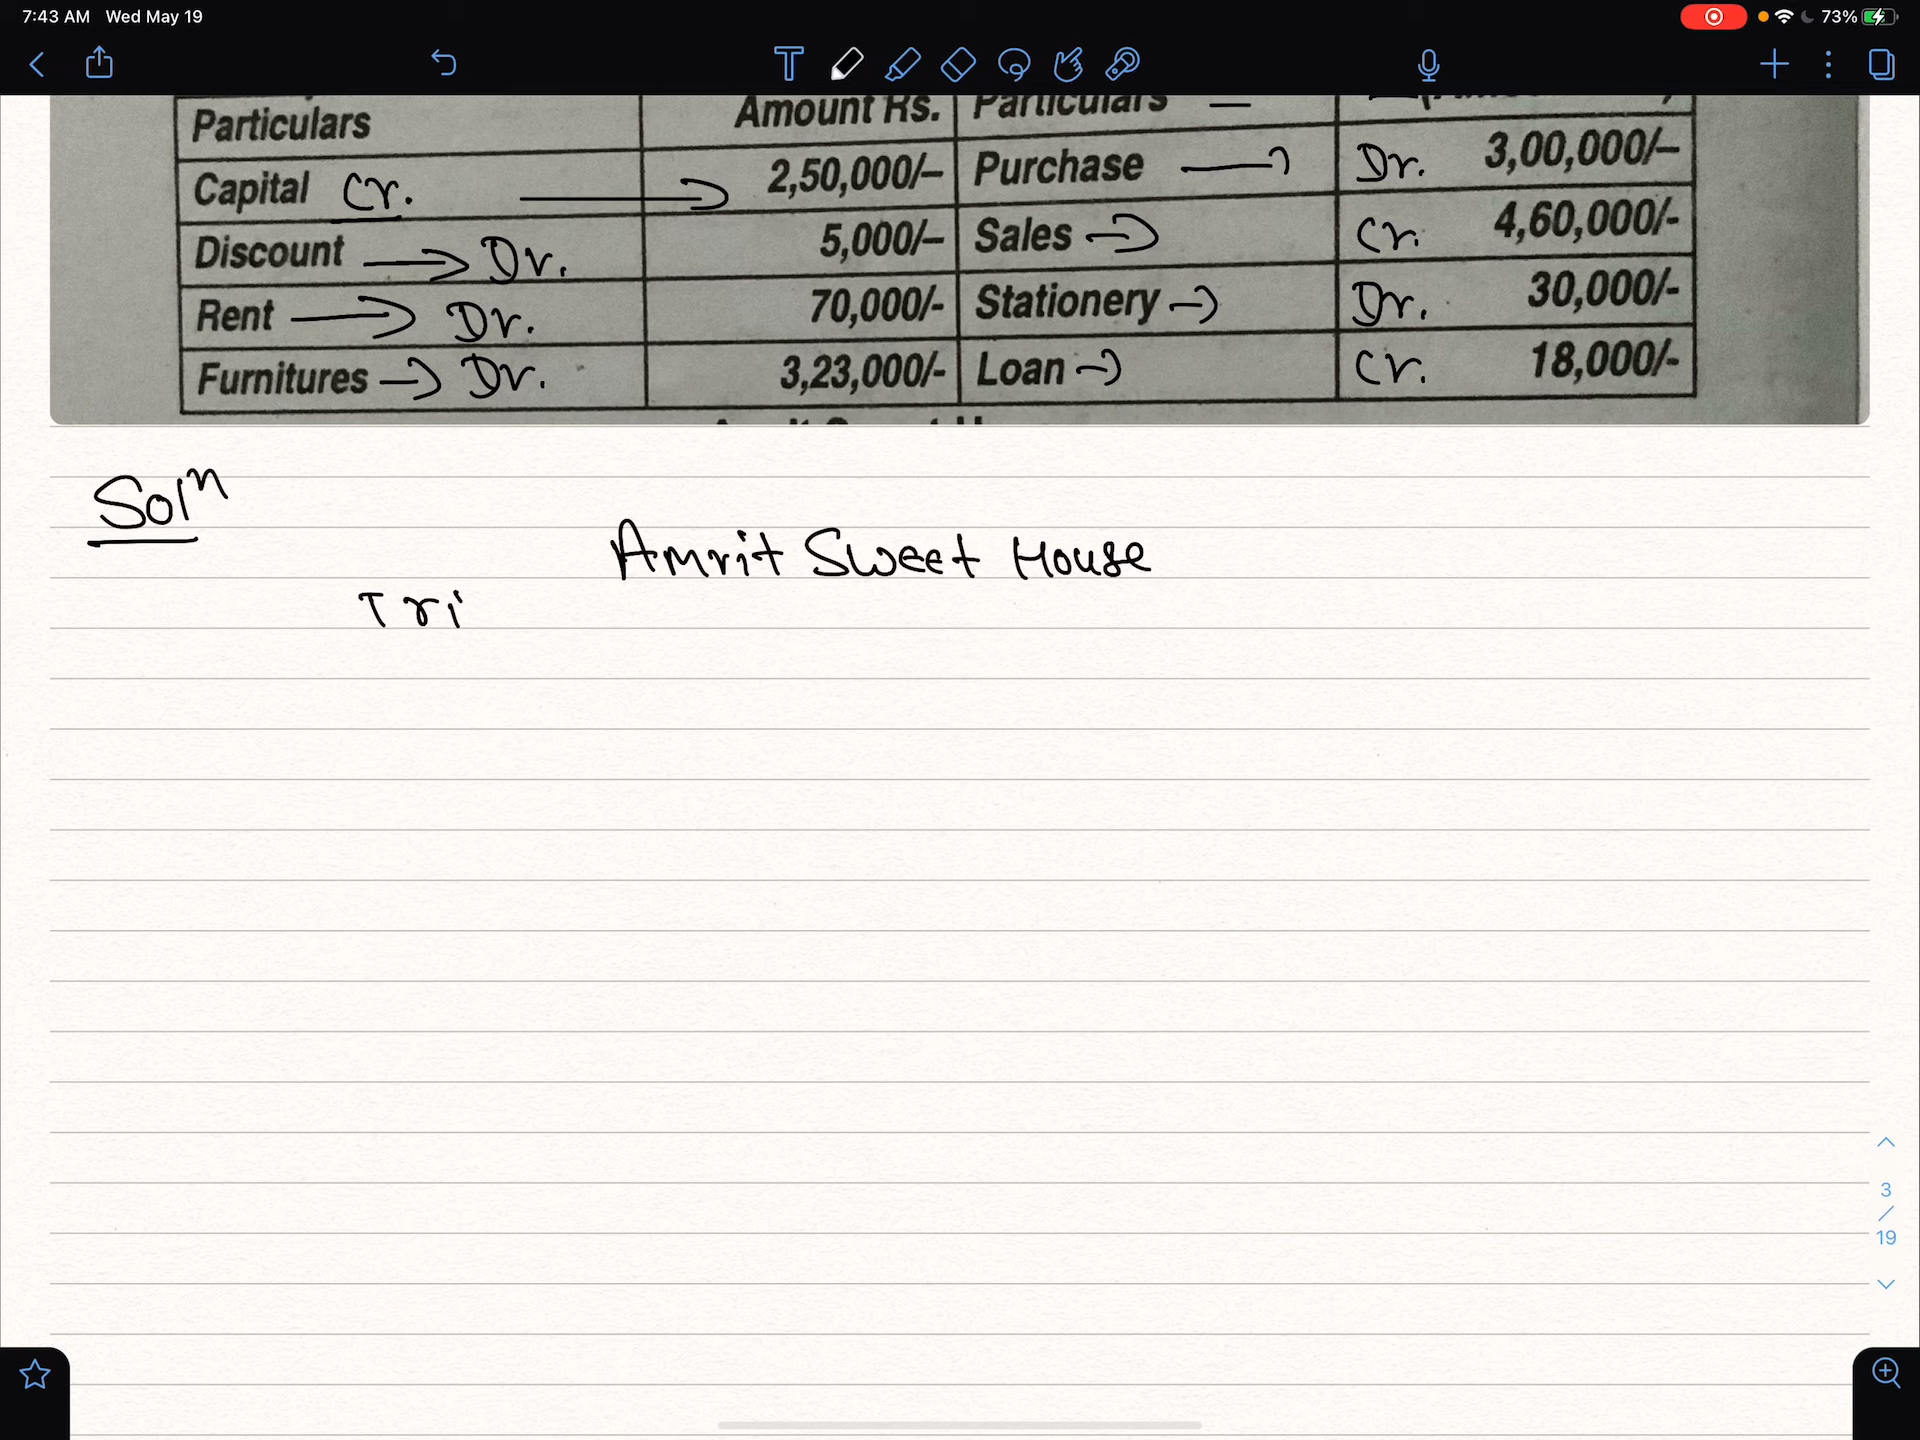 7:43 AM Wed May 19
73%
Particulars Amount Rs. Particulars —
Capital Cr. 2,50,000/– Purchase Dr. 3,00,000/–
Discount Dr. 5,000/– Sales Cr. 4,60,000/-
Rent Dr. 70,000/- Stationery Dr. 30,000/-
Furnitures Dr. 3,23,000/- Loan Cr. 18,000/-
Solⁿ
Amrit Sweet House
Tri
3
/
19